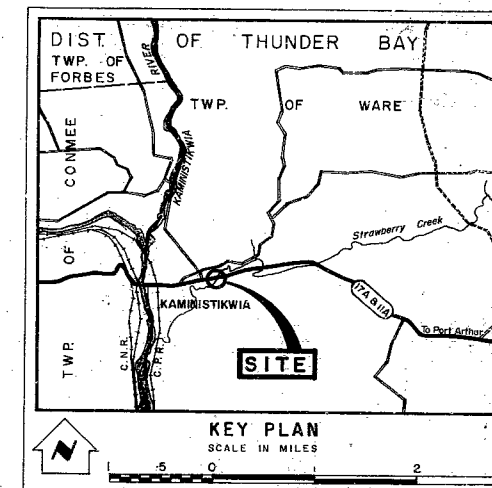 DIST. OF THUNDER BAY
TWP. OF
FORBES
RIVER
TWP. OF WARE
CONMEE
KAMINISTIKWIA
Strawberry Creek
OF
KAMINISTIKWIA
17A & 11A
To Port Arthur
TWP.
C.N.R.
C.P.R.
SITE
N
KEY PLAN
SCALE IN MILES
1 .5 0 1 2